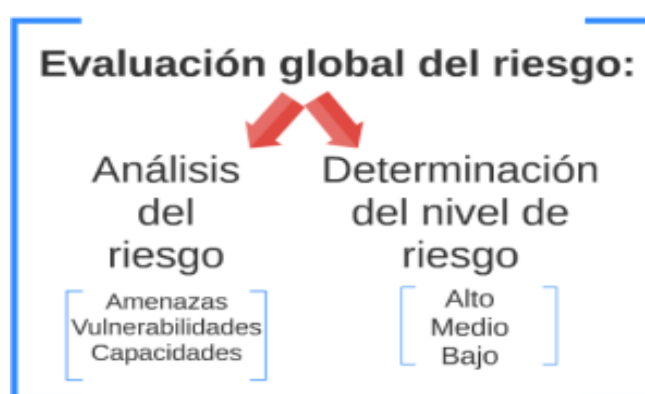 Evaluación global del riesgo:
Análisis
del
riesgo
Amenazas
Vulnerabilidades
Capacidades
Determinación
del nivel de
riesgo
Alto
Medio
Bajo